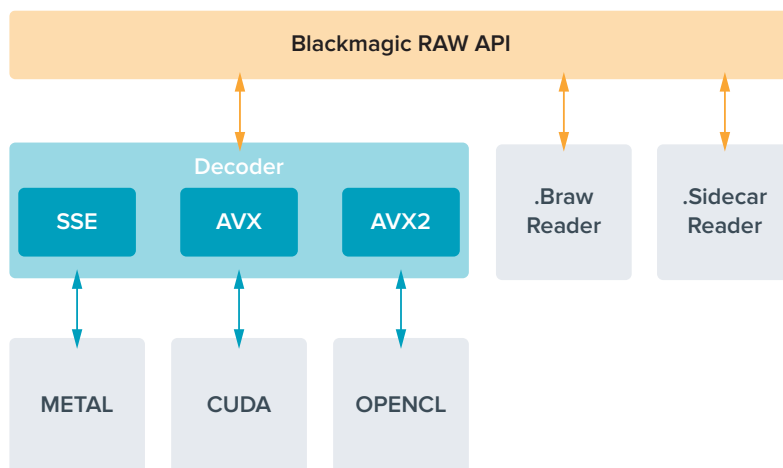 Blackmagic RAW API
Decoder
SSE
AVX
AVX2
.Braw
Reader
.Sidecar
Reader
METAL
CUDA
OPENCL